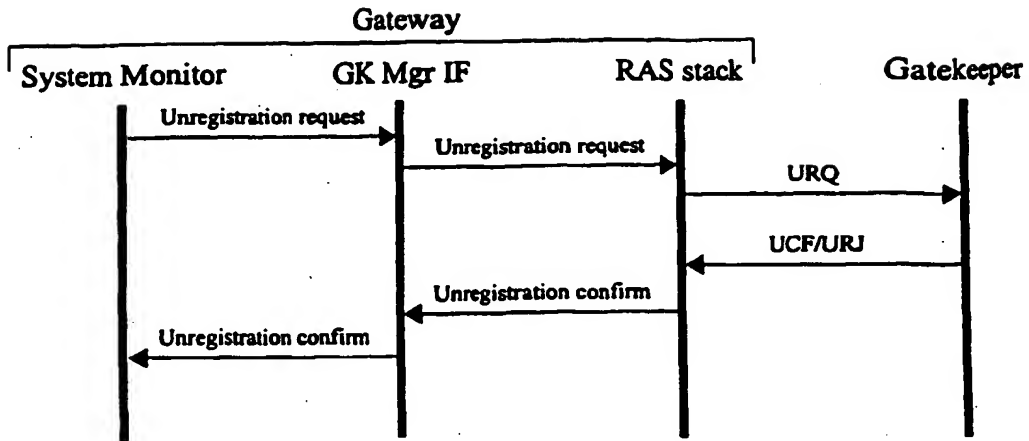 Gateway
System Monitor
GK Mgr IF
RAS stack
Gatekeeper
Unregistration request
Unregistration request
URQ
UCF/URJ
Unregistration confirm
Unregistration confirm